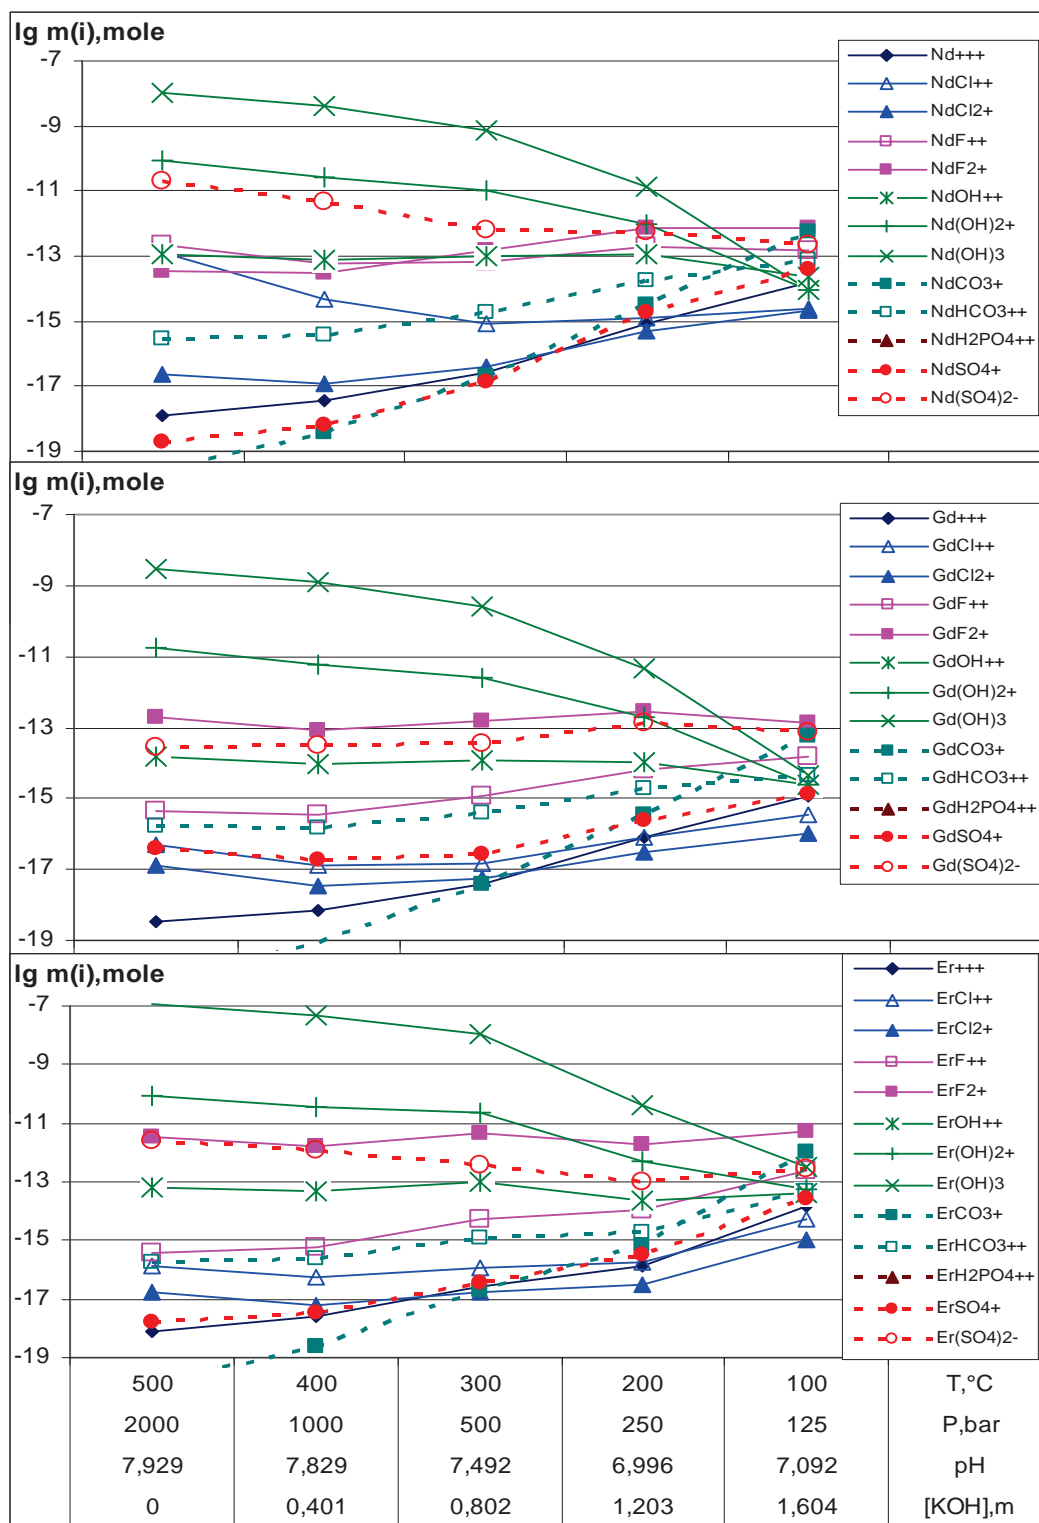 lg m(i),mole
-7
-9
-11
-13
-15
-17
-19
Nd+++
NdCl++
NdCl2+
NdF++
NdF2+
NdOH++
Nd(OH)2+
Nd(OH)3
NdCO3+
NdHCO3++
NdH2PO4++
NdSO4+
Nd(SO4)2-
lg m(i),mole
-7
-9
-11
-13
-15
-17
-19
Gd+++
GdCl++
GdCl2+
GdF++
GdF2+
GdOH++
Gd(OH)2+
Gd(OH)3
GdCO3+
GdHCO3++
GdH2PO4++
GdSO4+
Gd(SO4)2-
lg m(i),mole
-7
-9
-11
-13
-15
-17
-19
Er+++
ErCl++
ErCl2+
ErF++
ErF2+
ErOH++
Er(OH)2+
Er(OH)3
ErCO3+
ErHCO3++
ErH2PO4++
ErSO4+
Er(SO4)2-
500 400 300 200 100 T,°C
2000 1000 500 250 125 P,bar
7,929 7,829 7,492 6,996 7,092 pH
0 0,401 0,802 1,203 1,604 [KOH],m